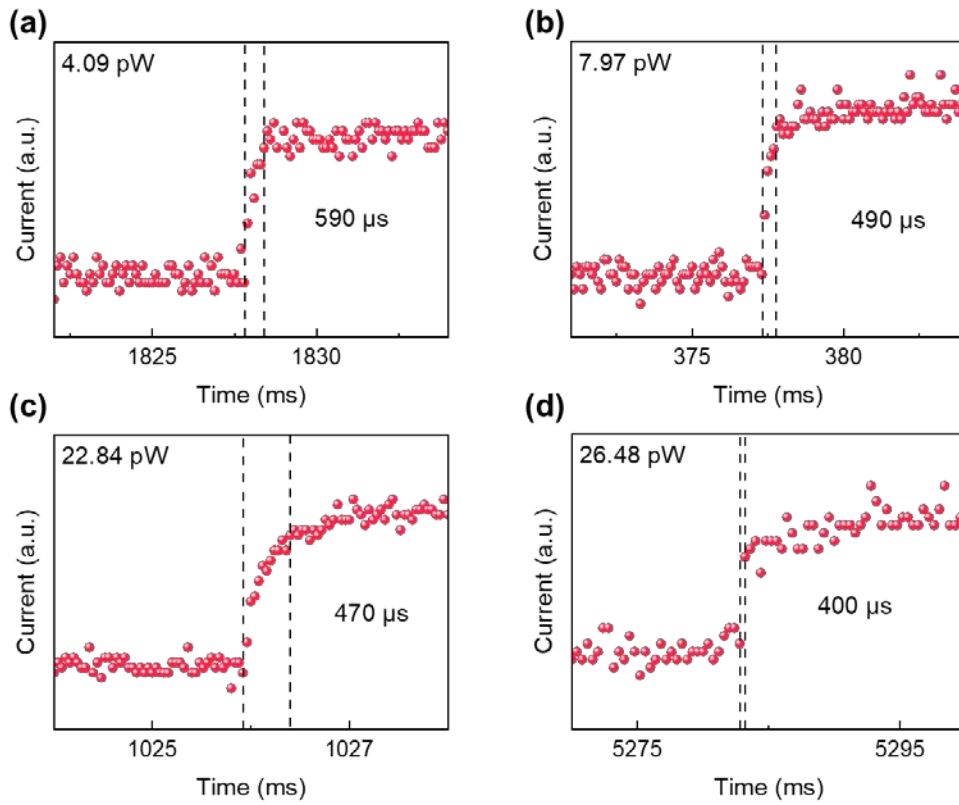 (a)
4.09 pW
590 µs
Current (a.u.)
1825 1830
Time (ms)
(b)
7.97 pW
490 µs
Current (a.u.)
375 380
Time (ms)
(c)
22.84 pW
470 µs
Current (a.u.)
1025 1027
Time (ms)
(d)
26.48 pW
400 µs
Current (a.u.)
5275 5295
Time (ms)